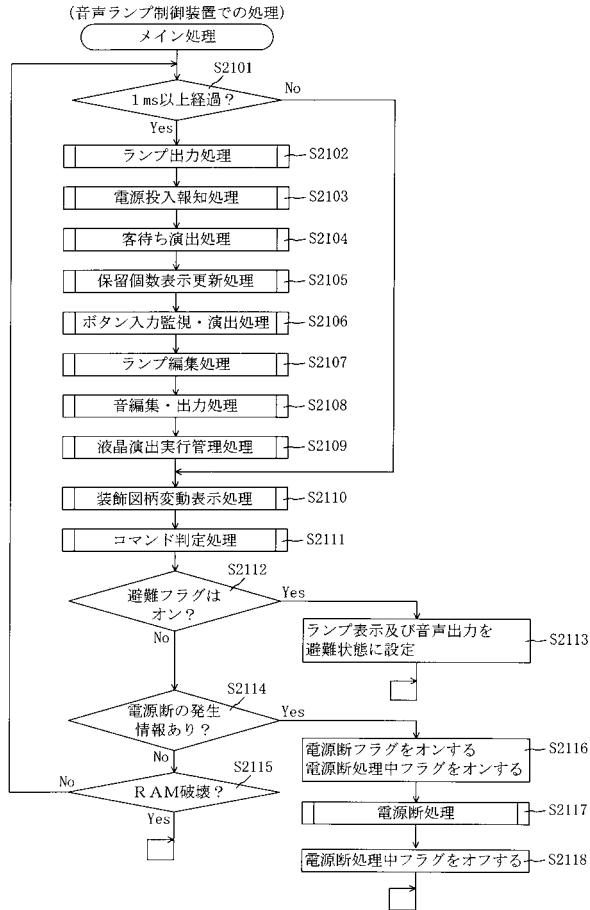 (音声ランプ制御装置での処理)
メイン処理
S2101
1ms以上経過？
No
Yes
ランプ出力処理
S2102
電源投入報知処理
S2103
客待ち演出処理
S2104
保留個数表示更新処理
S2105
ボタン入力監視・演出処理
S2106
ランプ編集処理
S2107
音編集・出力処理
S2108
液晶演出実行管理処理
S2109
装飾図柄変動表示処理
S2110
コマンド判定処理
S2111
S2112
避難フラグは
オン？
Yes
No
ランプ表示及び音声出力を
避難状態に設定
S2113
S2114
電源断の発生
情報あり？
Yes
No
電源断フラグをオンする
電源断処理中フラグをオンする
S2116
S2115
RAM破壊？
No
Yes
電源断処理
S2117
電源断処理中フラグをオフする
S2118